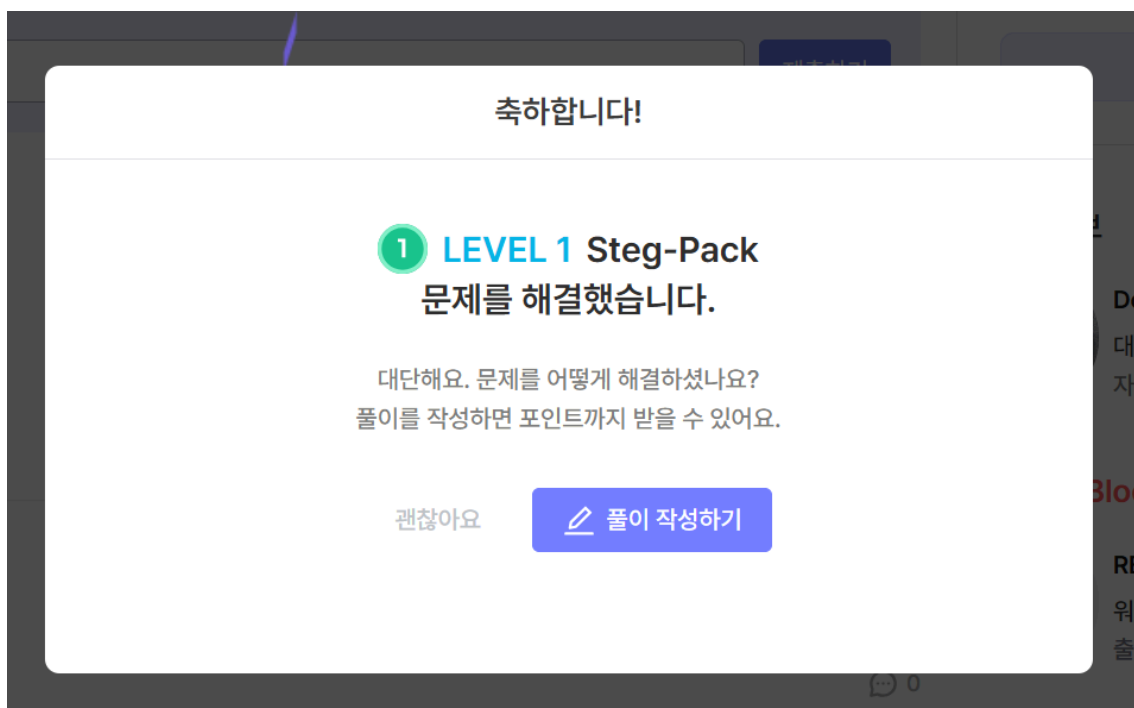 축하합니다!
1 LEVEL 1 Steg-Pack
문제를 해결했습니다.
대단해요. 문제를 어떻게 해결하셨나요?
풀이를 작성하면 포인트까지 받을 수 있어요.
괜찮아요
풀이 작성하기
0